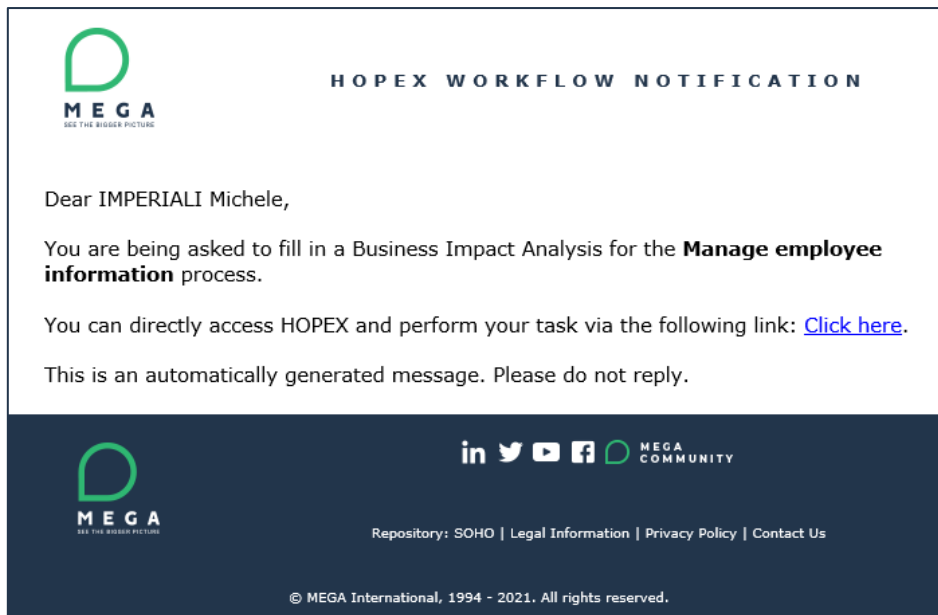 HOPEX WORKFLOW NOTIFICATION
MEGA
SEE THE BIGGER PICTURE
Dear IMPERIALI Michele,
You are being asked to fill in a Business Impact Analysis for the Manage employee
information process.
You can directly access HOPEX and perform your task via the following link: Click here.
This is an automatically generated message. Please do not reply.
in
MEGA
COMMUNITY
MEGA
SEE THE BIGGER PICTURE
Repository: SOHO | Legal Information | Privacy Policy | Contact Us
© MEGA International, 1994 - 2021. All rights reserved.